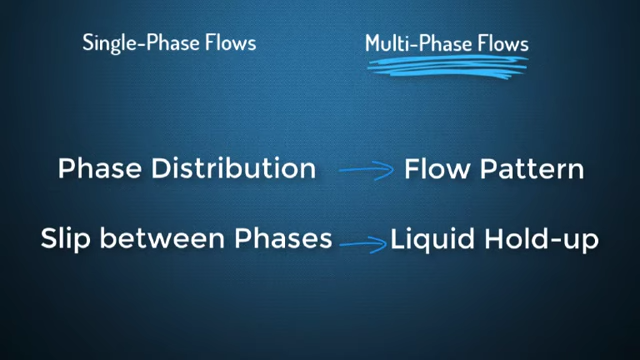 Single-Phase Flows
Multi-Phase Flows
Phase Distribution → Flow Pattern
Slip between Phases → Liquid Hold-up